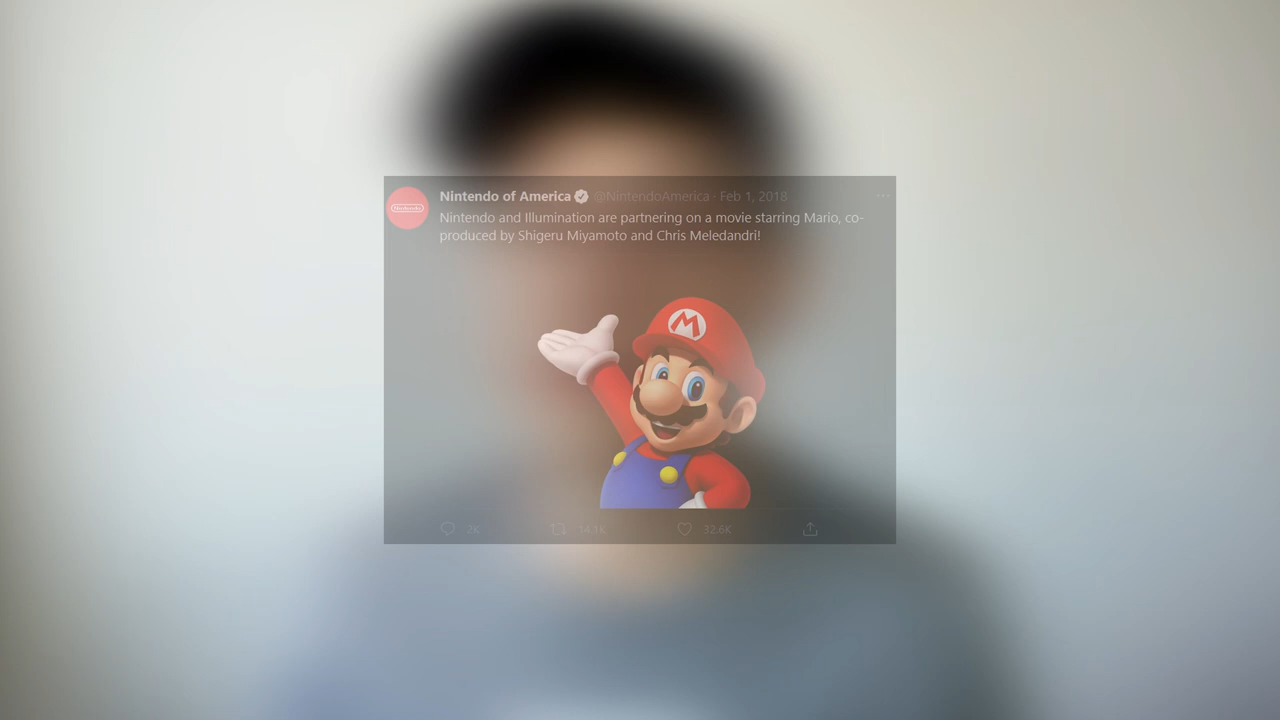 Nintendo of America @NintendoAmerica · Feb 1, 2018
Nintendo
Nintendo and Illumination are partnering on a movie starring Mario, co-
produced by Shigeru Miyamoto and Chris Meledandri!
M
2K 14.1K 32.6K